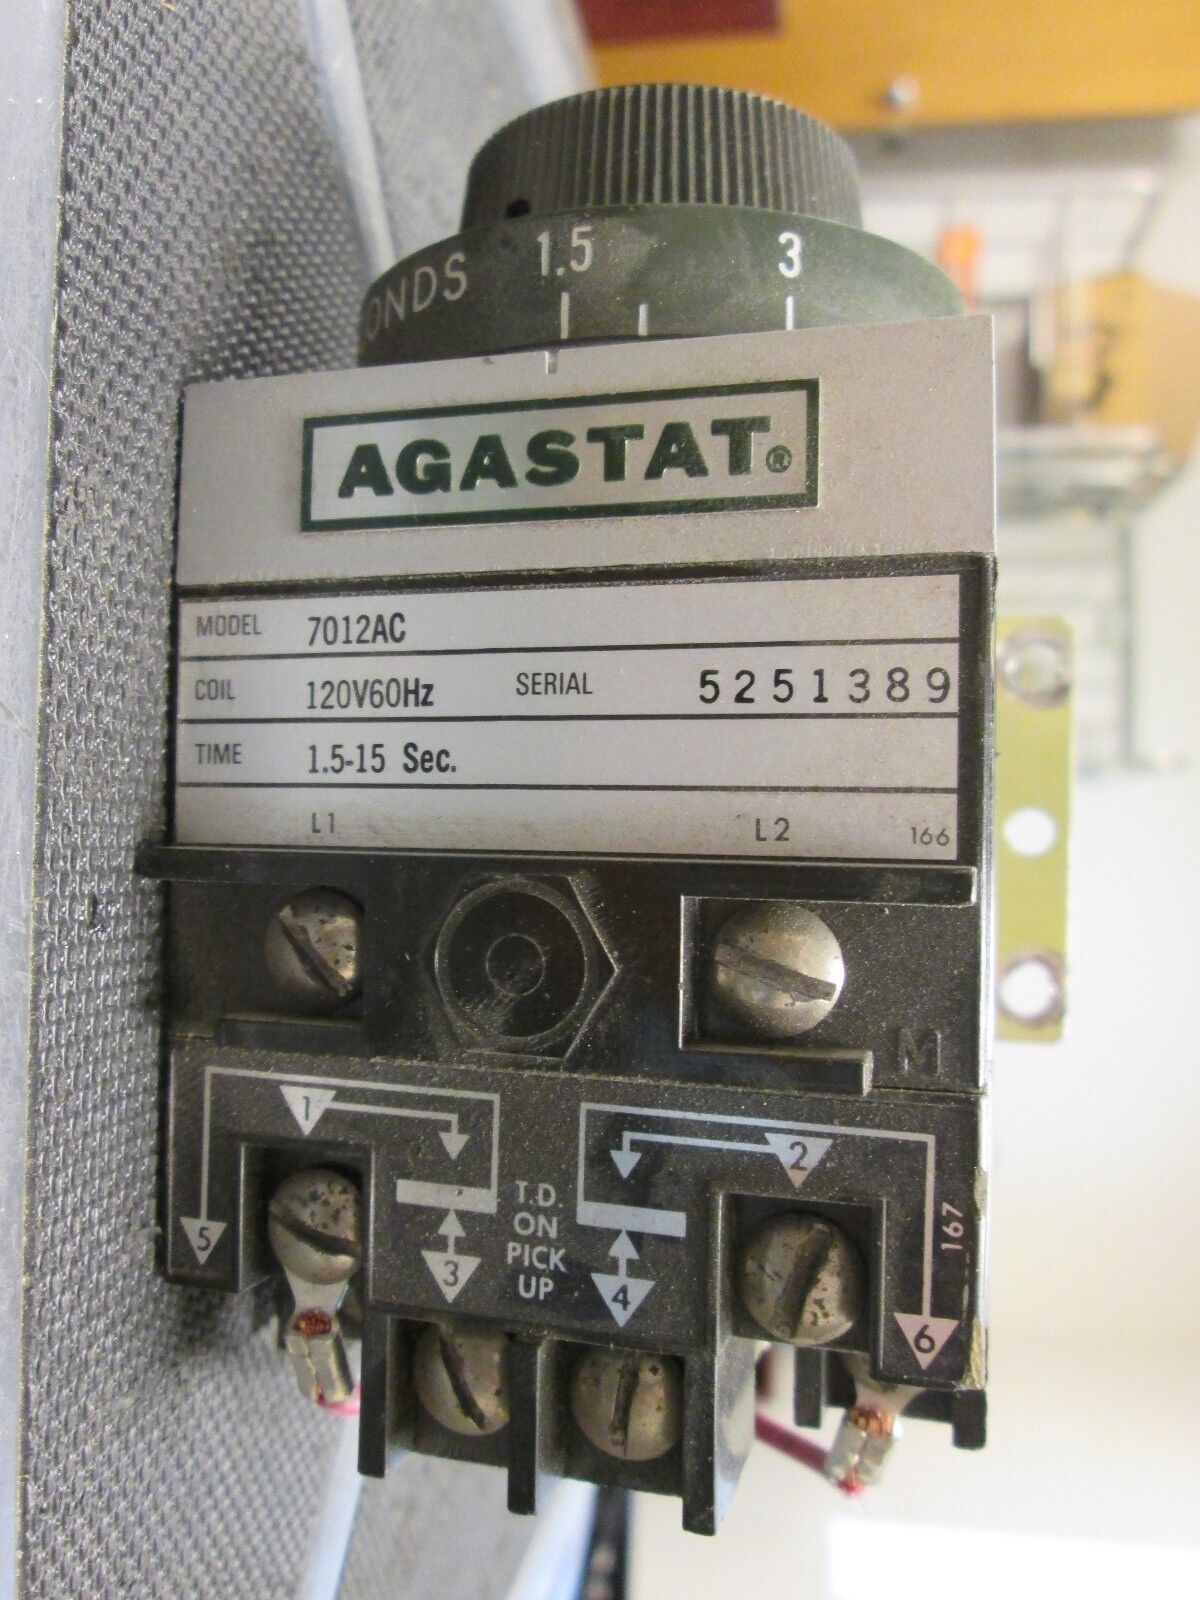 ONDS 1.5 3
AGASTAT®
MODEL 7012AC
COIL 120V60Hz SERIAL 5251389
TIME 1.5-15 Sec.
L1 L2 166
M
1 2
T.D.
ON
PICK
UP
5 3 4 6
167